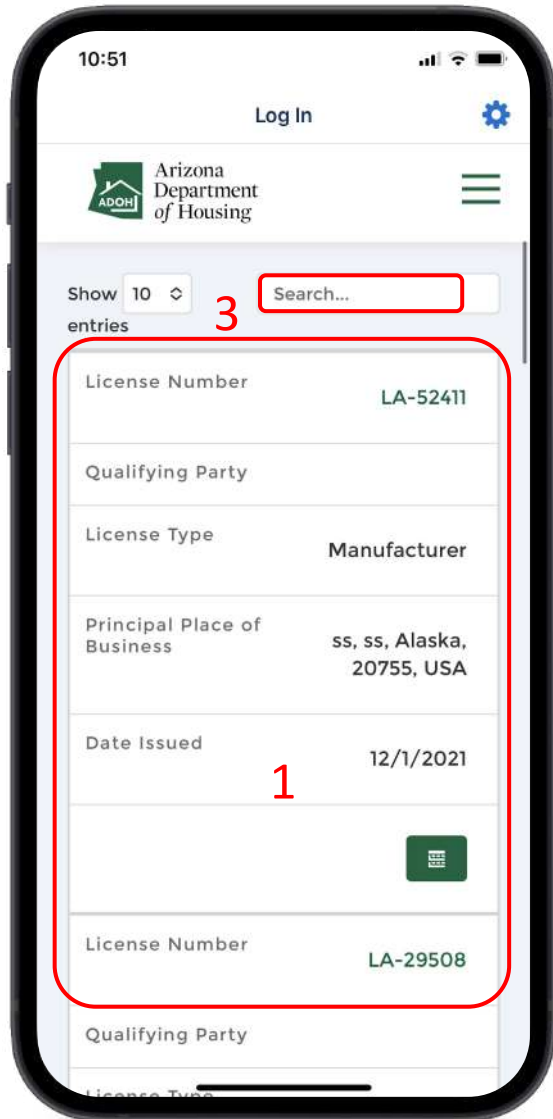 10:51
Log In
ADOH
Arizona
Department
of Housing
Show 10
entries
Search...
3
License Number
LA-52411
Qualifying Party
License Type
Manufacturer
Principal Place of
Business
ss, ss, Alaska,
20755, USA
Date Issued
12/1/2021
1
License Number
LA-29508
Qualifying Party
License Type